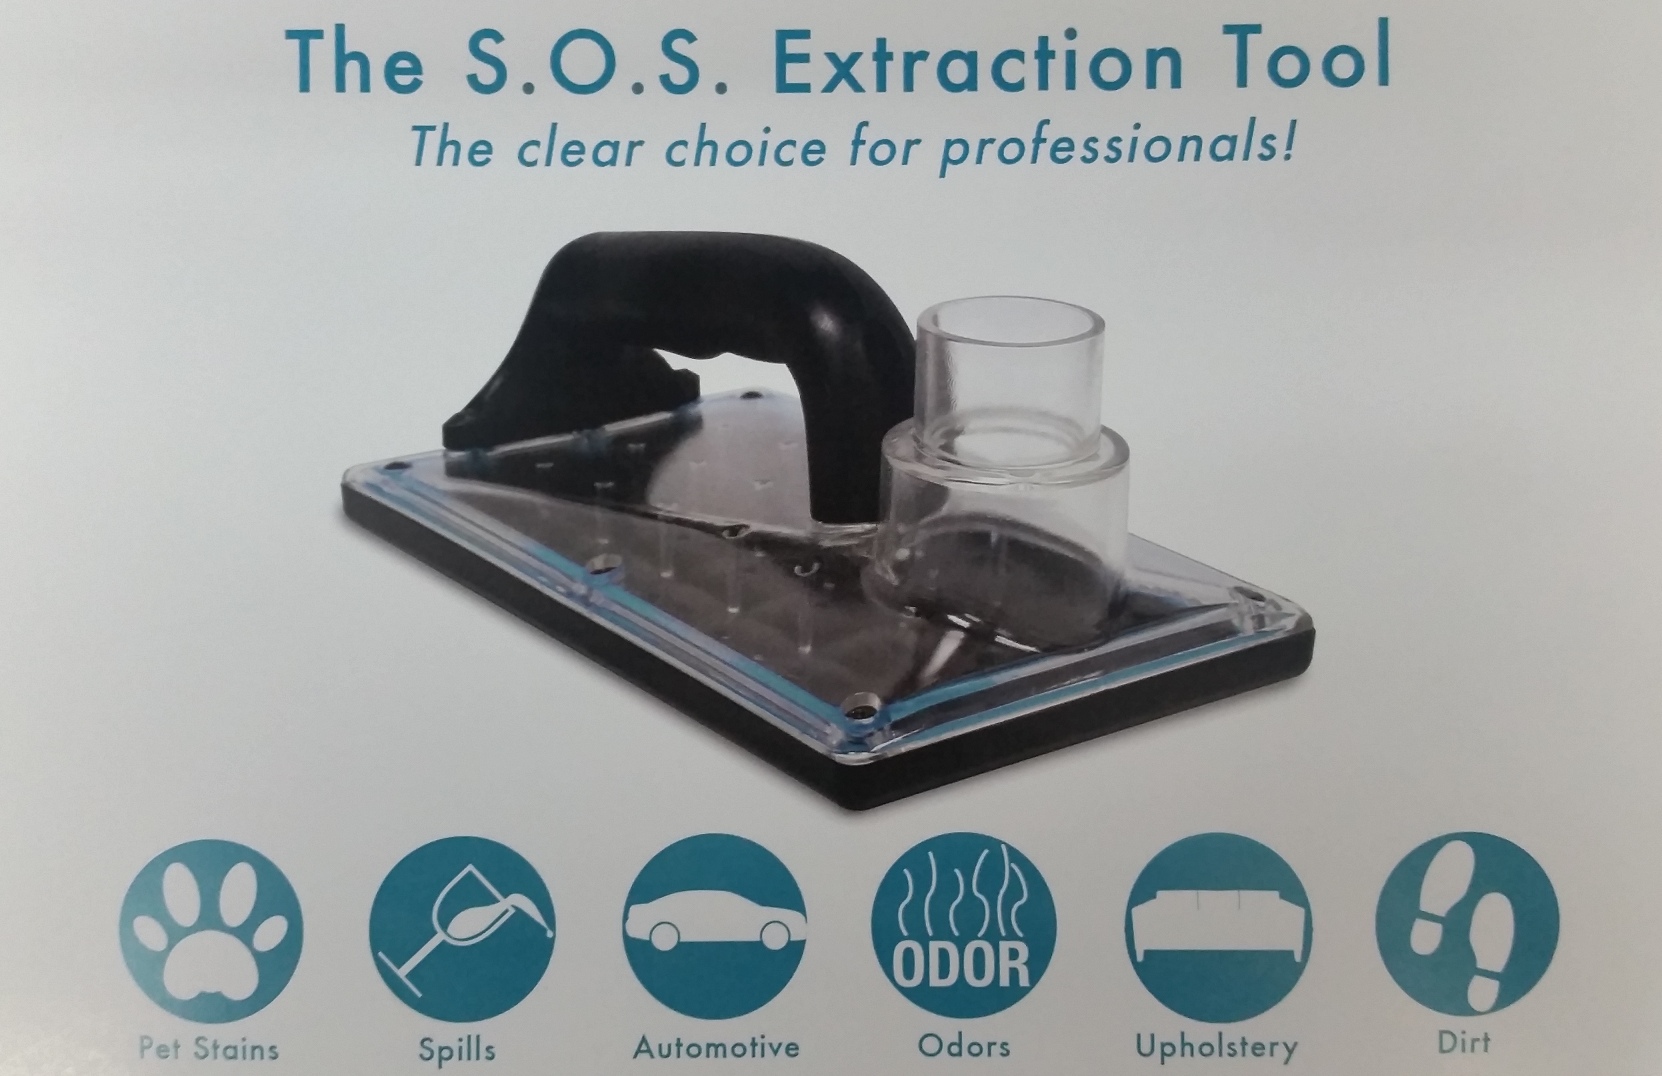 The S.O.S. Extraction Tool
The clear choice for professionals!
ODOR
Pet Stains
Spills
Automotive
Odors
Upholstery
Dirt